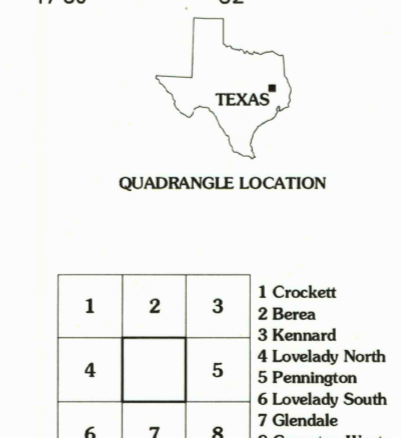 TEXAS
QUADRANGLE LOCATION
1 2 3
4 5
6 7 8
1 Crockett
2 Berea
3 Kennard
4 Lovelady North
5 Pennington
6 Lovelady South
7 Glendale